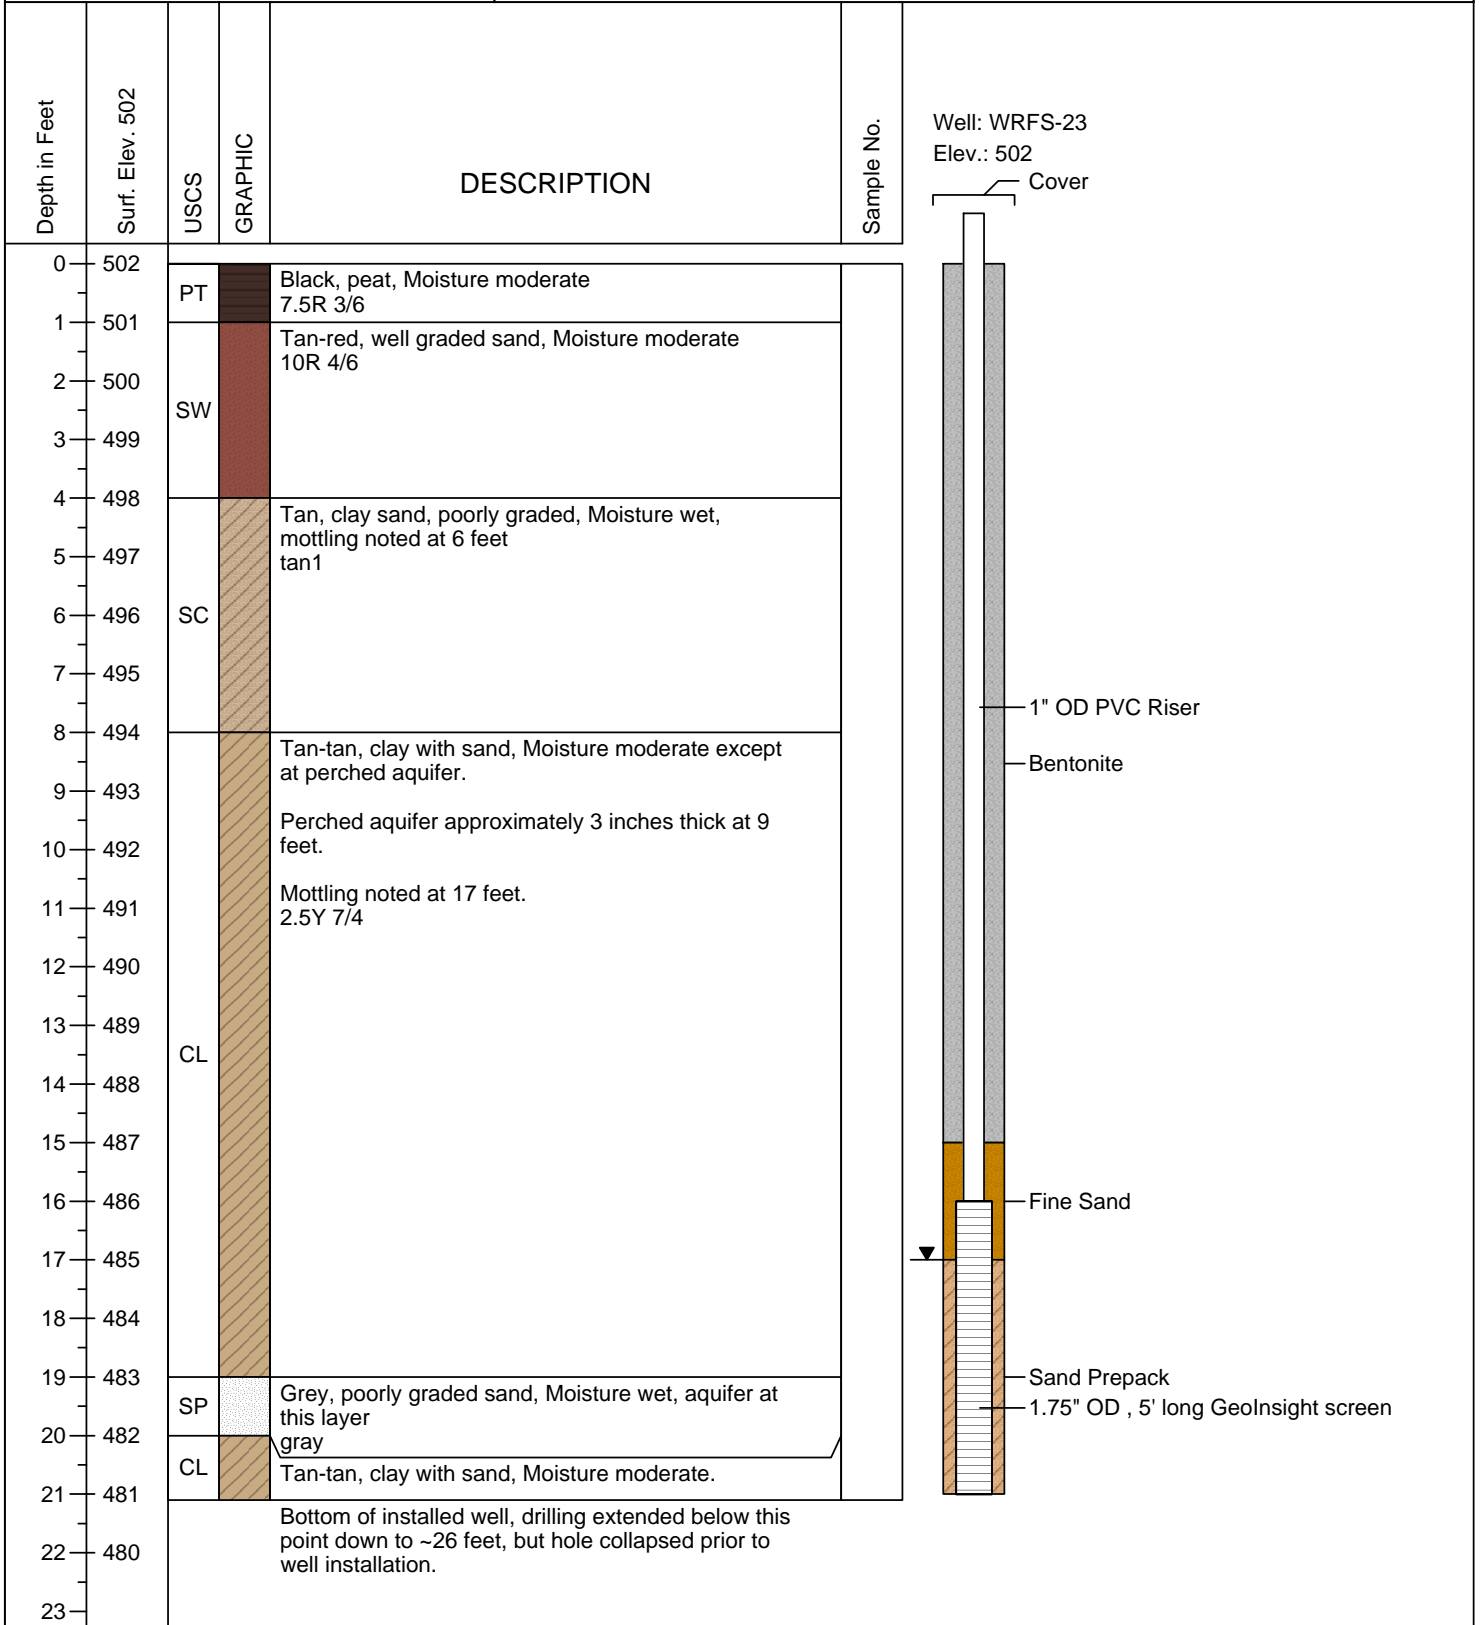 Depth in Feet
Surf. Elev. 502
USCS
GRAPHIC
DESCRIPTION
Sample No.
Well: WRFS-23
Elev.: 502
Cover
0 502
1 501
2 500
3 499
4 498
5 497
6 496
7 495
8 494
9 493
10 492
11 491
12 490
13 489
14 488
15 487
16 486
17 485
18 484
19 483
20 482
21 481
22 480
23
PT
Black, peat, Moisture moderate
7.5R 3/6
SW
Tan-red, well graded sand, Moisture moderate
10R 4/6
SC
Tan, clay sand, poorly graded, Moisture wet,
mottling noted at 6 feet
tan1
CL
Tan-tan, clay with sand, Moisture moderate except
at perched aquifer.
Perched aquifer approximately 3 inches thick at 9
feet.
Mottling noted at 17 feet.
2.5Y 7/4
SP
Grey, poorly graded sand, Moisture wet, aquifer at
this layer
gray
CL
Tan-tan, clay with sand, Moisture moderate.
Bottom of installed well, drilling extended below this
point down to ~26 feet, but hole collapsed prior to
well installation.
1" OD PVC Riser
Bentonite
Fine Sand
Sand Prepack
1.75" OD , 5' long GeoInsight screen